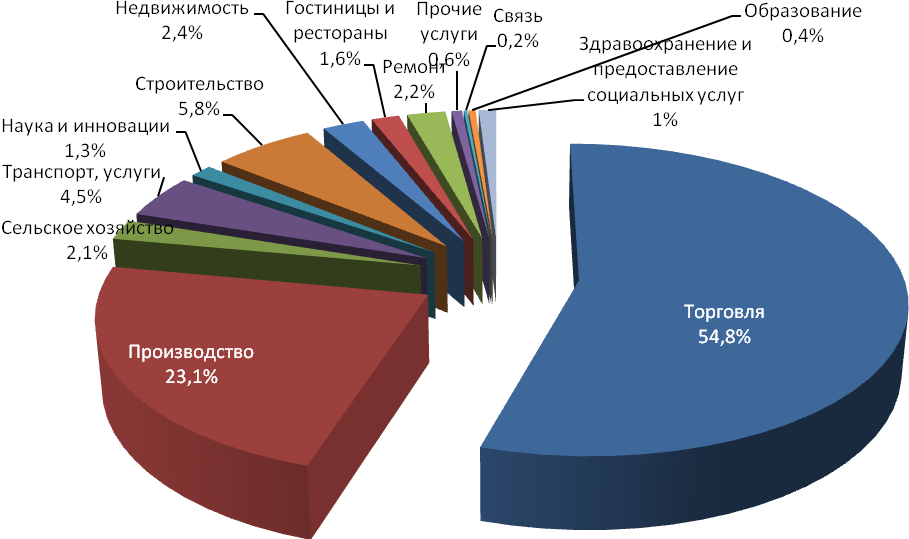 Недвижимость
2,4%
Гостиницы и
рестораны
1,6%
Прочие
услуги
0,6%
Связь
0,2%
Образование
0,4%
Здравоохранение и
предоставление
социальных услуг
1%
Ремонт
2,2%
Строительство
5,8%
Наука и инновации
1,3%
Транспорт, услуги
4,5%
Сельское хозяйство
2,1%
Производство
23,1%
Торговля
54,8%